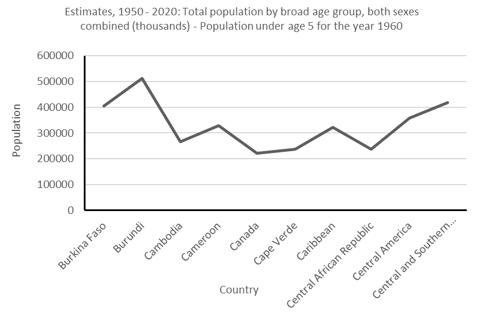 Estimates, 1950 - 2020: Total population by broad age group, both sexes
combined (thousands) - Population under age 5 for the year 1960
600000
500000
400000
300000
200000
100000
0
Population
Burkina Faso
Burundi
Cambodia
Cameroon
Canada
Cape Verde
Caribbean
Central African Republic
Central America
Central and Southern...
Country